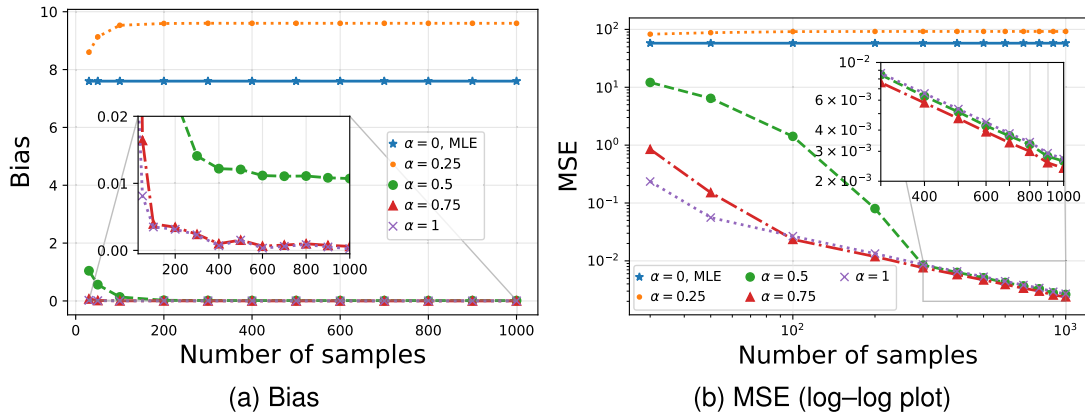 10
8
6
4
2
0
Bias
0.02
0.01
0.00
200 400 600 800 1000
α = 0, MLE
α = 0.25
α = 0.5
α = 0.75
α = 1
0 200 400 600 800 1000
Number of samples
(a) Bias
10²
10¹
10⁰
10⁻¹
10⁻²
MSE
10⁻²
6 × 10⁻³
4 × 10⁻³
3 × 10⁻³
2 × 10⁻³
400 600 800 1000
α = 0, MLE α = 0.5 α = 1
α = 0.25 α = 0.75
10² 10³
Number of samples
(b) MSE (log–log plot)